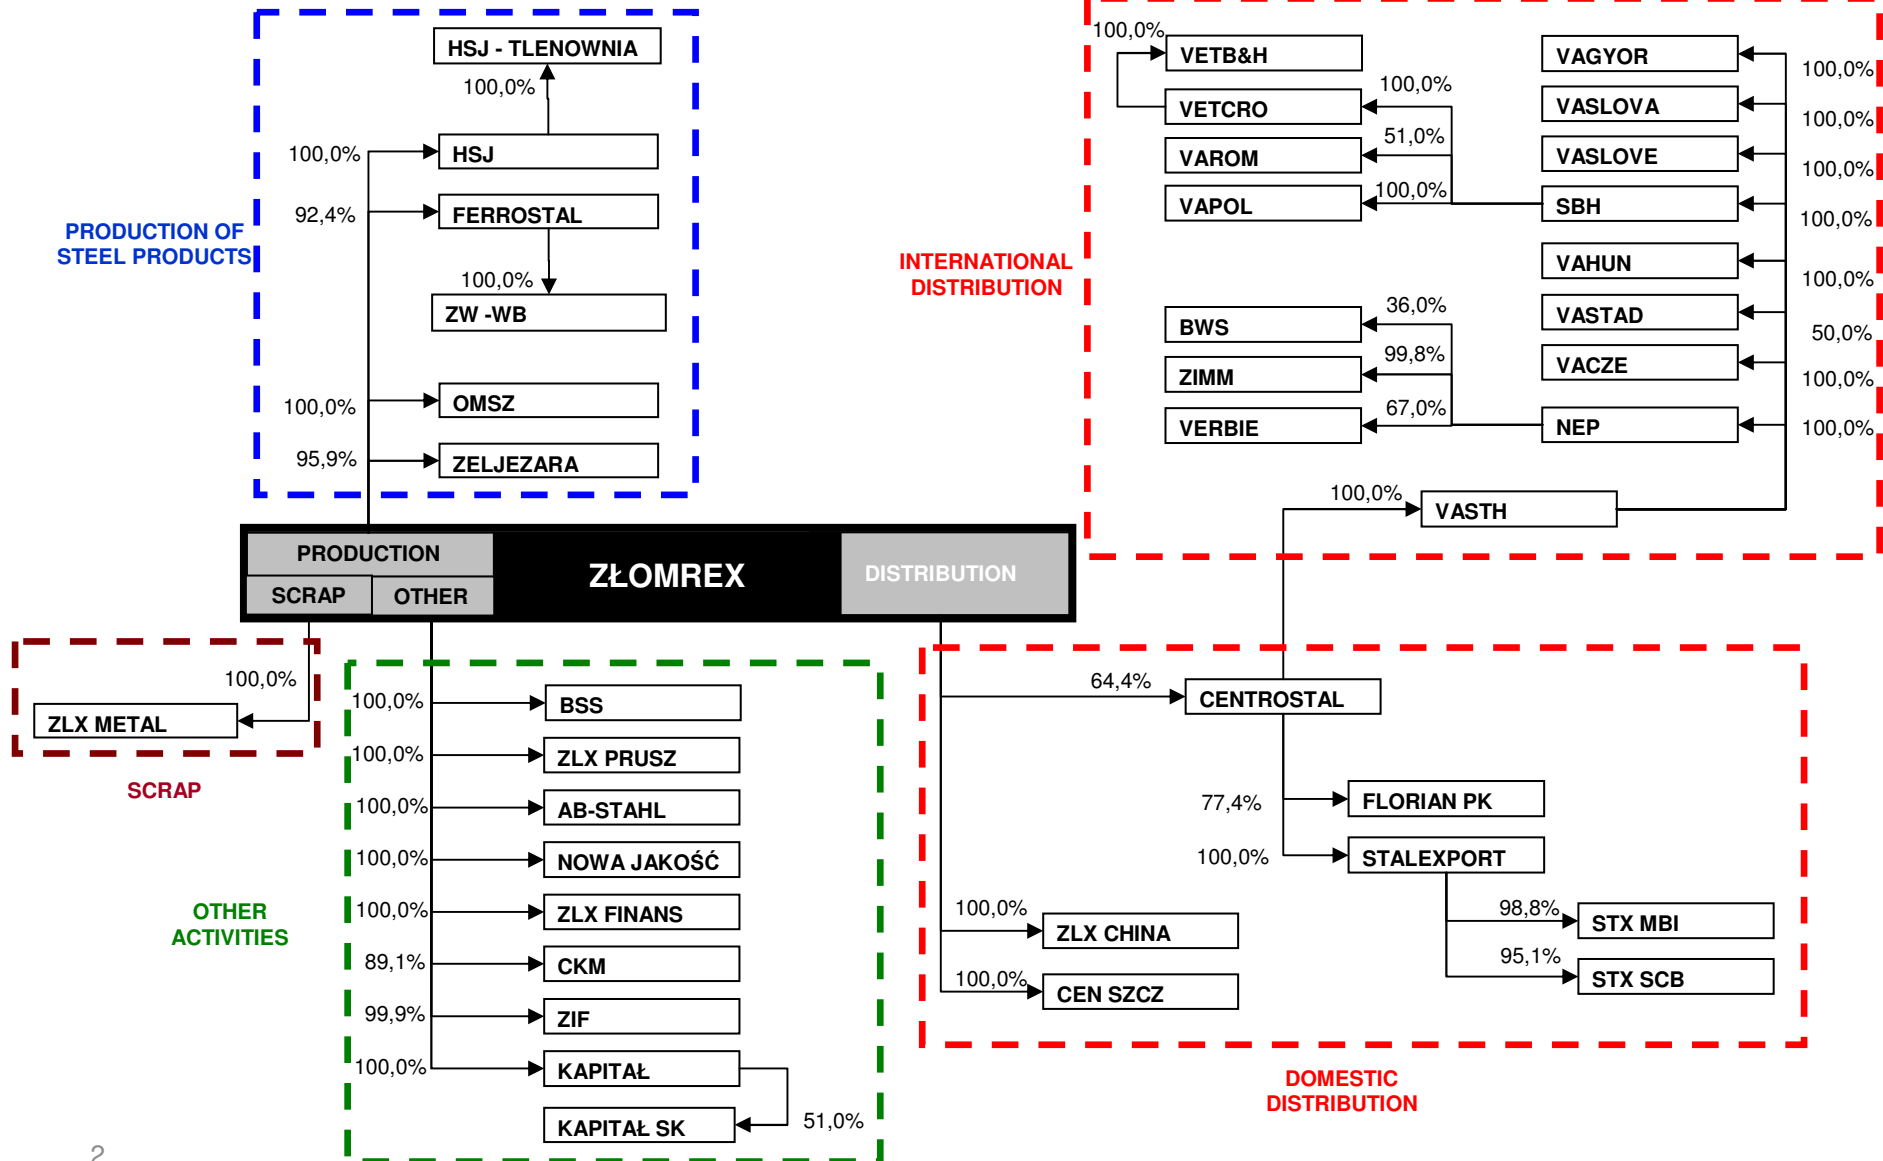 HSJ - TLENOWNIA
100,0%
100,0%
HSJ
92,4%
FERROSTAL
PRODUCTION OF
STEEL PRODUCTS
100,0%
ZW -WB
100,0%
OMSZ
95,9%
ZELJEZARA
100,0%
VETB&H
VAGYOR
100,0%
100,0%
VETCRO
VASLOVA
100,0%
51,0%
VAROM
VASLOVE
100,0%
100,0%
VAPOL
SBH
100,0%
INTERNATIONAL
DISTRIBUTION
VAHUN
100,0%
36,0%
BWS
VASTAD
50,0%
99,8%
ZIMM
VACZE
100,0%
67,0%
VERBIE
NEP
100,0%
100,0%
VASTH
PRODUCTION
SCRAP
OTHER
ZŁOMREX
DISTRIBUTION
100,0%
ZLX METAL
SCRAP
100,0%
BSS
100,0%
ZLX PRUSZ
100,0%
AB-STAHL
100,0%
NOWA JAKOŚĆ
100,0%
ZLX FINANS
OTHER
ACTIVITIES
89,1%
CKM
99,9%
ZIF
100,0%
KAPITAŁ
KAPITAŁ SK
51,0%
64,4%
CENTROSTAL
77,4%
FLORIAN PK
100,0%
STALEXPORT
98,8%
STX MBI
95,1%
STX SCB
100,0%
ZLX CHINA
100,0%
CEN SZCZ
DOMESTIC
DISTRIBUTION
2